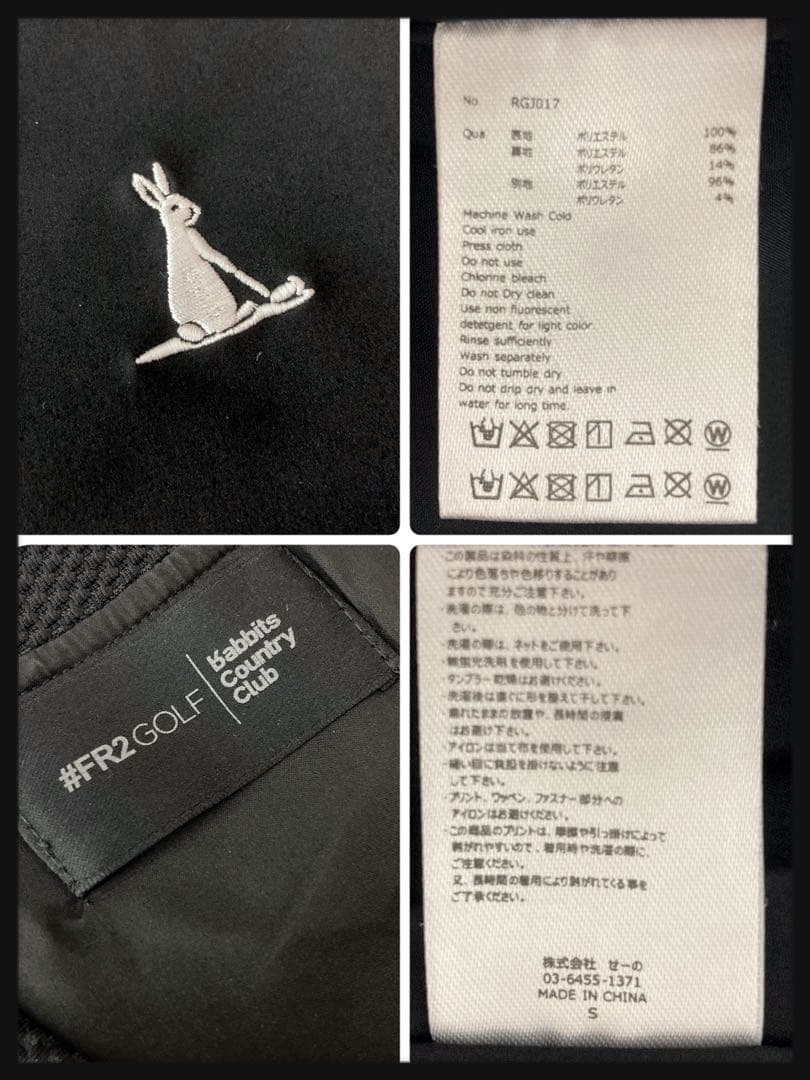 No RGJ017
Qua 表地 ポリエステル 100%
裏地 ポリエステル 86%
ポリウレタン 14%
別地 ポリエステル 96%
ポリウレタン 4%
Machine Wash Cold
Cool iron use
Press cloth
Do not use
Chlorine bleach
Do not Dry clean
Use non fluorescent
detetgent for light color
Rinse sufficiently
Wash separately
Do not tumble dry
Do not drip dry and leave in
water for long time.
W
W
#FR2GOLF
Rabbits
Country
Club
・この製品は染料の性質上、汗や摩擦
により色落ちや色移りすることがあり
ますので充分ご注意下さい。
・洗濯の際は、他の物と分けて洗って下
さい。
・洗濯の際は、ネットをご使用下さい。
・無蛍光洗剤を使用して下さい。
・タンブラー乾燥はお避けください。
・洗濯後は直ぐに形を整えて干して下さい。
・濡れたままの放置や、長時間の浸漬
はお避け下さい。
・アイロンは当て布を使用して下さい。
・縫い目に負担を掛けないように注意
して下さい。
・プリント、ワッペン、ファスナー部分への
アイロンはお避けください。
・この商品のプリントは、摩擦や引っ掛けによって
剥がれやすいので、着用時や洗濯の際に、
ご注意ください。
又、長時間の着用により剥がれてくる事を
ご了承ください。
株式会社 せーの
03-6455-1371
MADE IN CHINA
S